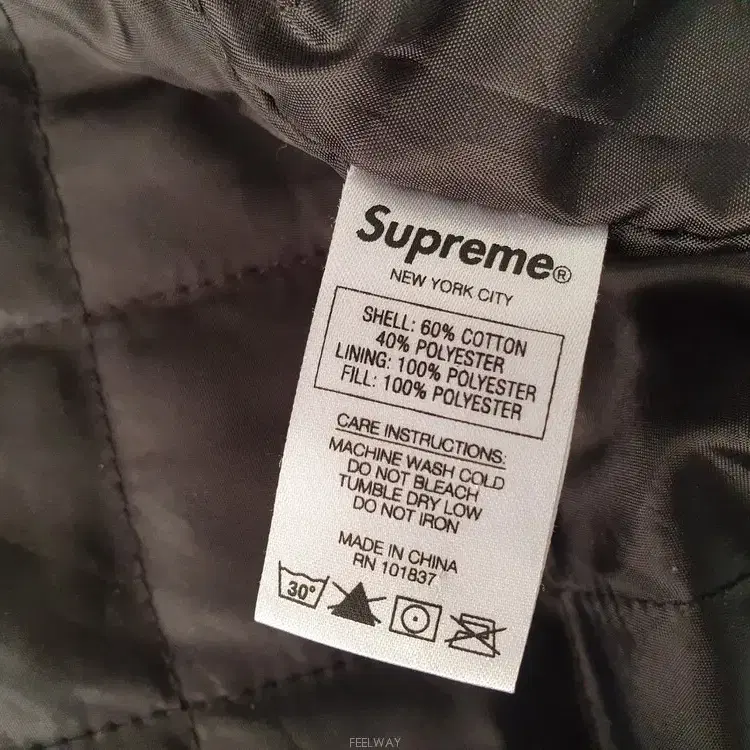 Supreme®
NEW YORK CITY
SHELL: 60% COTTON
40% POLYESTER
LINING: 100% POLYESTER
FILL: 100% POLYESTER
CARE INSTRUCTIONS:
MACHINE WASH COLD
DO NOT BLEACH
TUMBLE DRY LOW
DO NOT IRON
MADE IN CHINA
RN 101837
30°
FEELWAY